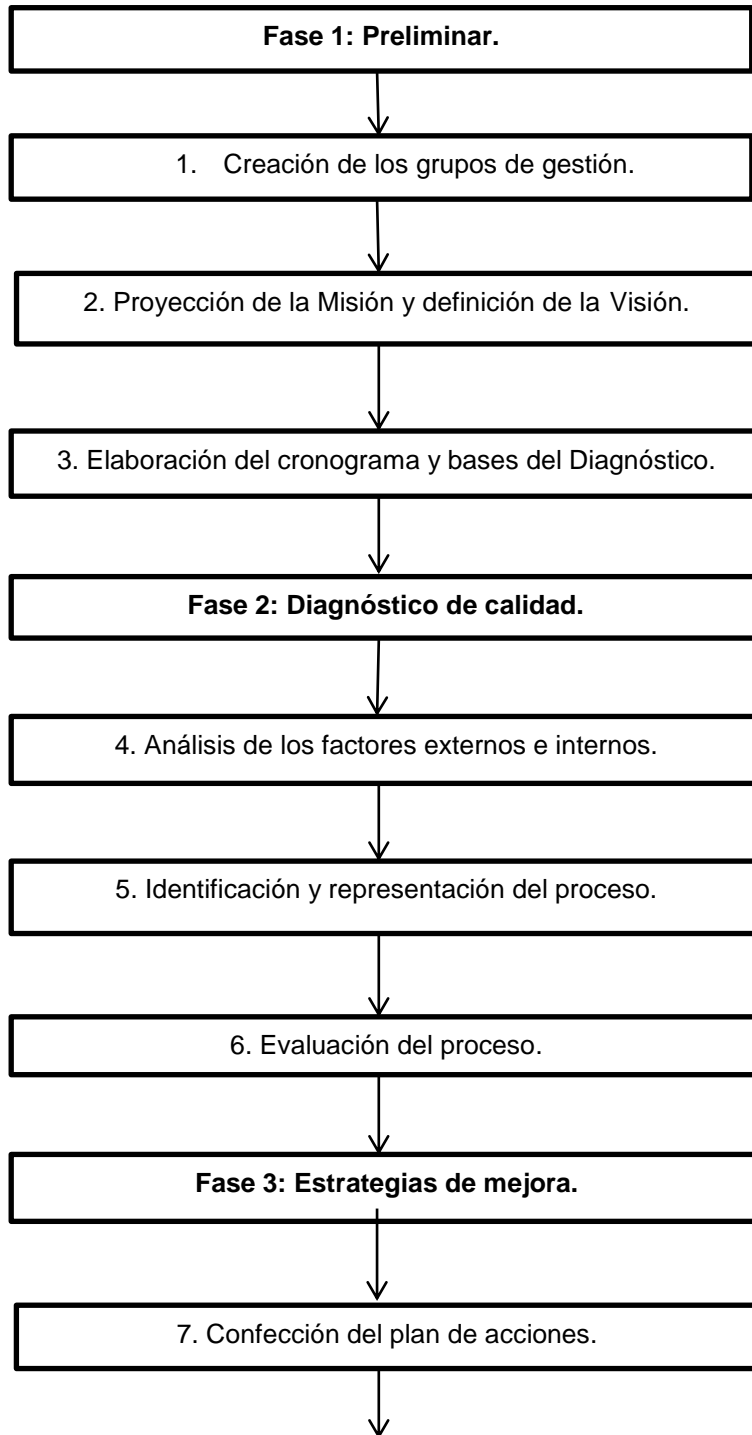 Fase 1: Preliminar.
1. Creación de los grupos de gestión.
2. Proyección de la Misión y definición de la Visión.
3. Elaboración del cronograma y bases del Diagnóstico.
Fase 2: Diagnóstico de calidad.
4. Análisis de los factores externos e internos.
5. Identificación y representación del proceso.
6. Evaluación del proceso.
Fase 3: Estrategias de mejora.
7. Confección del plan de acciones.